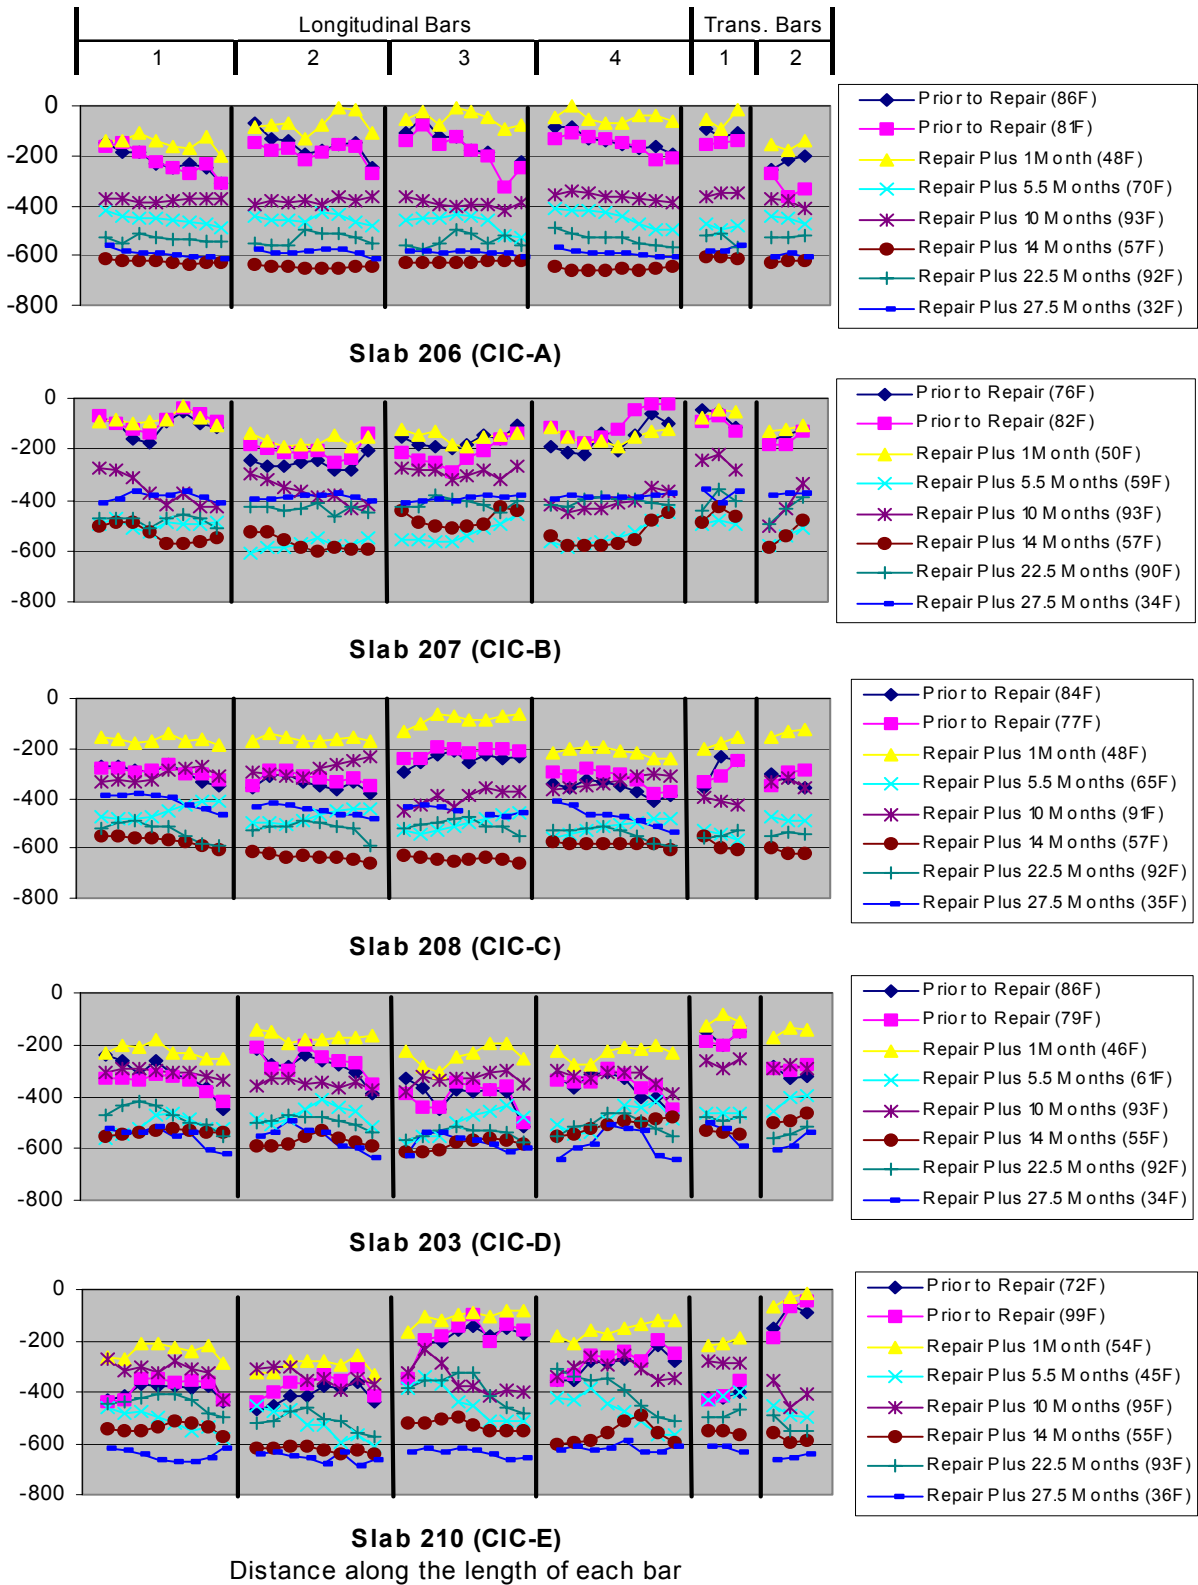 Longitudinal Bars Trans. Bars
1 2 3 4 1 2
0
-200
-400
-600
-800
Prior to Repair (86F)
Prior to Repair (81F)
Repair Plus 1 Month (48F)
Repair Plus 5.5 Months (70F)
Repair Plus 10 Months (93F)
Repair Plus 14 Months (57F)
Repair Plus 22.5 Months (92F)
Repair Plus 27.5 Months (32F)
Slab 206 (CIC-A)
0
-200
-400
-600
-800
Prior to Repair (76F)
Prior to Repair (82F)
Repair Plus 1 Month (50F)
Repair Plus 5.5 Months (59F)
Repair Plus 10 Months (93F)
Repair Plus 14 Months (57F)
Repair Plus 22.5 Months (90F)
Repair Plus 27.5 Months (34F)
Slab 207 (CIC-B)
0
-200
-400
-600
-800
Prior to Repair (84F)
Prior to Repair (77F)
Repair Plus 1 Month (48F)
Repair Plus 5.5 Months (65F)
Repair Plus 10 Months (91F)
Repair Plus 14 Months (57F)
Repair Plus 22.5 Months (92F)
Repair Plus 27.5 Months (35F)
Slab 208 (CIC-C)
0
-200
-400
-600
-800
Prior to Repair (86F)
Prior to Repair (79F)
Repair Plus 1 Month (46F)
Repair Plus 5.5 Months (61F)
Repair Plus 10 Months (93F)
Repair Plus 14 Months (55F)
Repair Plus 22.5 Months (92F)
Repair Plus 27.5 Months (34F)
Slab 203 (CIC-D)
0
-200
-400
-600
-800
Prior to Repair (72F)
Prior to Repair (99F)
Repair Plus 1 Month (54F)
Repair Plus 5.5 Months (45F)
Repair Plus 10 Months (95F)
Repair Plus 14 Months (55F)
Repair Plus 22.5 Months (93F)
Repair Plus 27.5 Months (36F)
Slab 210 (CIC-E)
Distance along the length of each bar